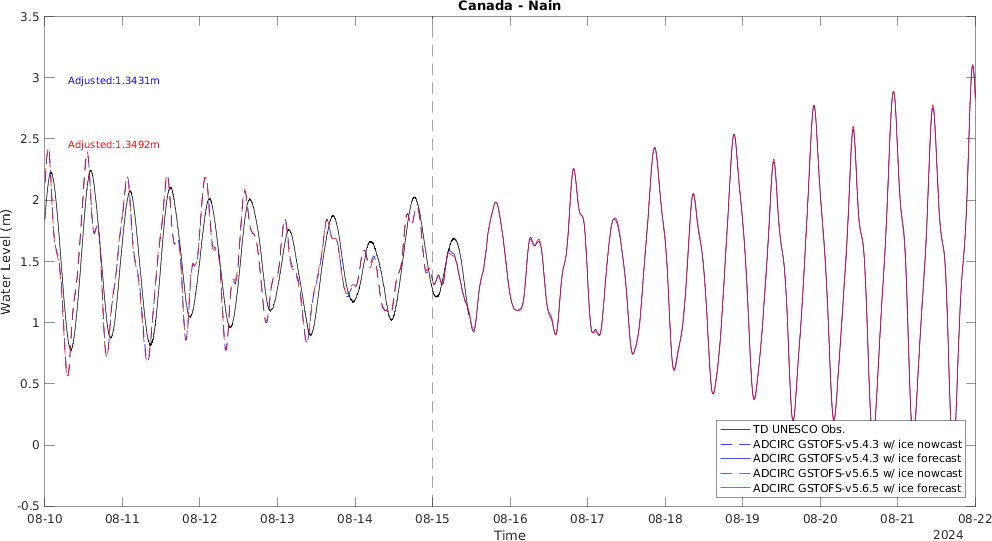 Canada - Nain
3.5
3
2.5
2
1.5
1
0.5
0
-0.5
Water Level (m)
Adjusted:1.3431m
Adjusted:1.3492m
TD UNESCO Obs.
ADCIRC GSTOFS-v5.4.3 w/ ice nowcast
ADCIRC GSTOFS-v5.4.3 w/ ice forecast
ADCIRC GSTOFS-v5.6.5 w/ ice nowcast
ADCIRC GSTOFS-v5.6.5 w/ ice forecast
08-10 08-11 08-12 08-13 08-14 08-15 08-16 08-17 08-18 08-19 08-20 08-21 08-22
Time
2024